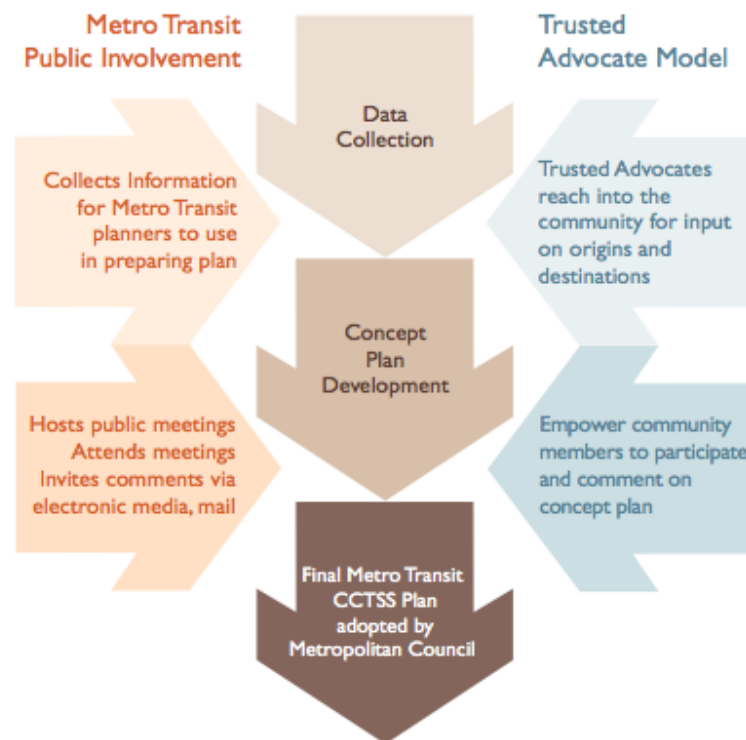 Metro Transit
Public Involvement
Trusted
Advocate Model
Data
Collection
Collects Information
for Metro Transit
planners to use
in preparing plan
Trusted Advocates
reach into the
community for input
on origins and
destinations
Concept
Plan
Development
Hosts public meetings
Attends meetings
Invites comments via
electronic media, mail
Empower community
members to participate
and comment on
concept plan
Final Metro Transit
CCTSS Plan
adopted by
Metropolitan Council